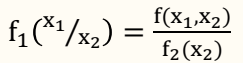 f₁(x₁/x₂) = f(x₁,x₂)/f₂(x₂)